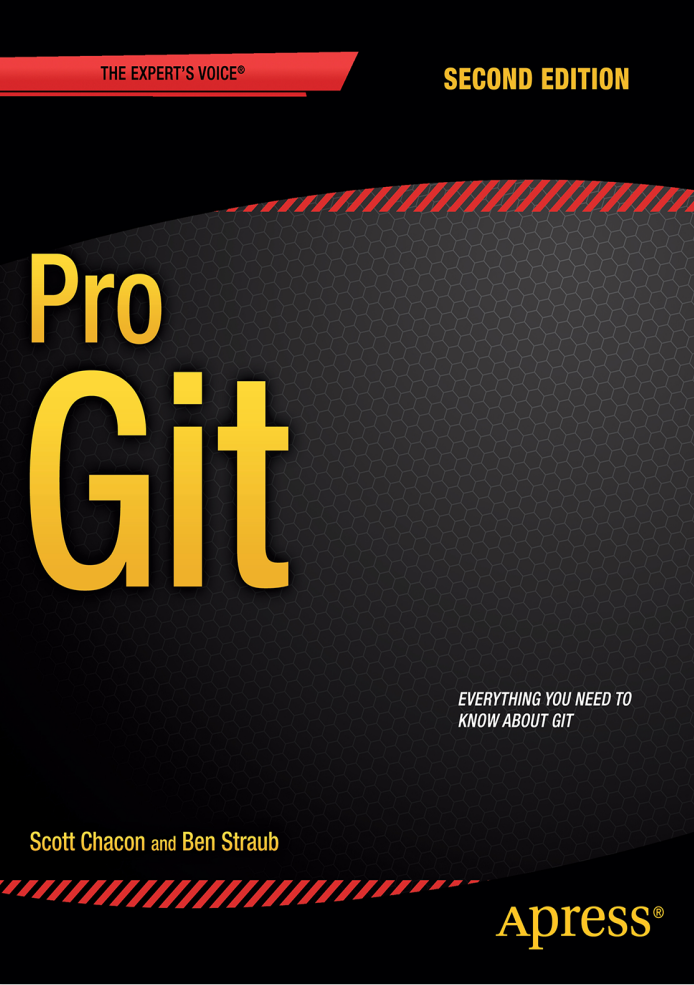 THE EXPERT'S VOICE®
SECOND EDITION
Pro
Git
EVERYTHING YOU NEED TO
KNOW ABOUT GIT
Scott Chacon and Ben Straub
Apress®